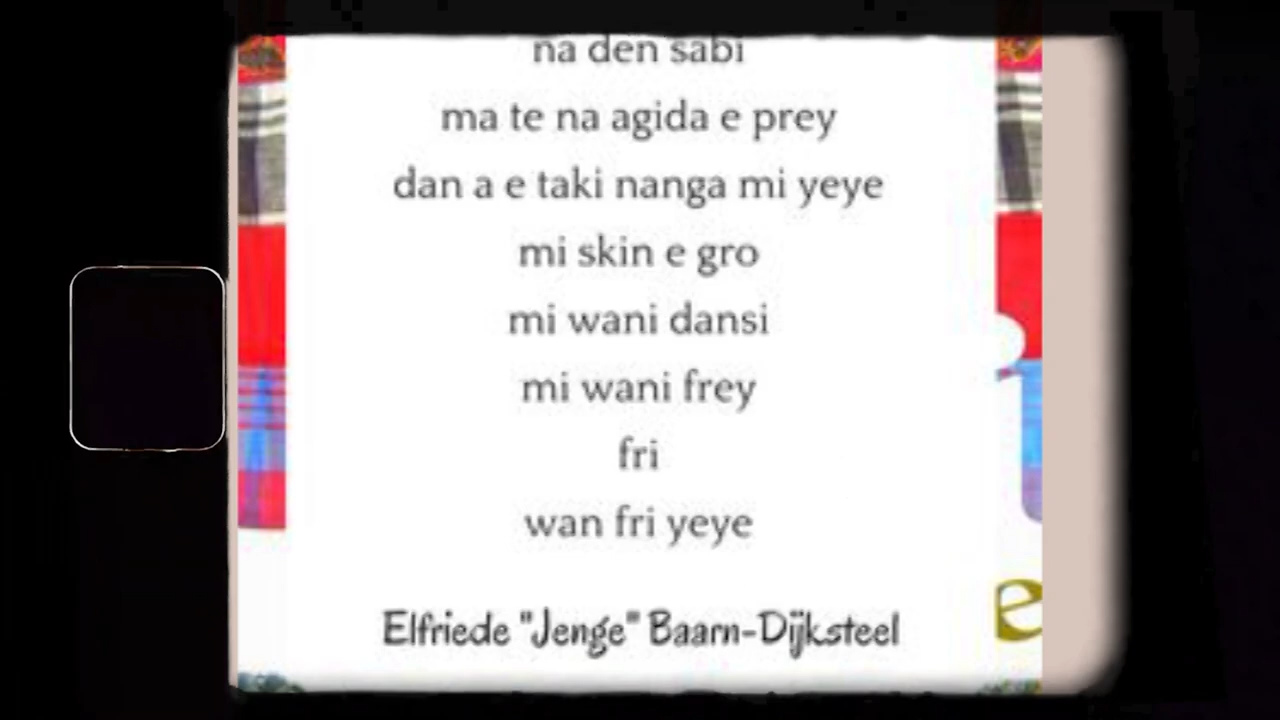 na den sabi
ma te na agida e prey
dan a e taki nanga mi yeye
mi skin e gro
mi wani dansi
mi wani frey
fri
wan fri yeye
e
Elfriede "Jenge" Baarn-Dijksteel